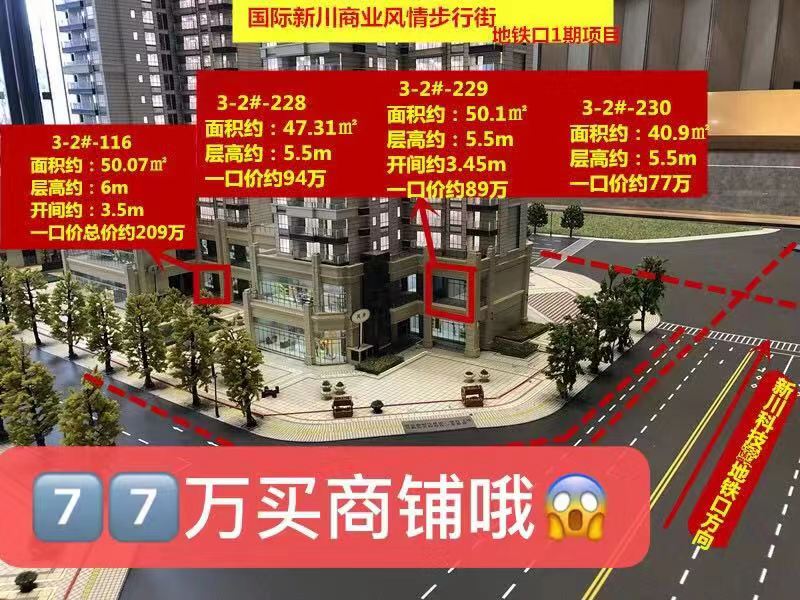 国际新川商业风情步行街
地铁口1期项目
3-2#-116
面积约：50.07㎡
层高约：6m
开间约：3.5m
一口价总价约209万
3-2#-228
面积约：47.31㎡
层高约：5.5m
一口价约94万
3-2#-229
面积约：50.1㎡
层高约：5.5m
开间约3.45m
一口价约89万
3-2#-230
面积约：40.9㎡
层高约：5.5m
一口价约77万
新川科技园地铁口方向
77万买商铺哦